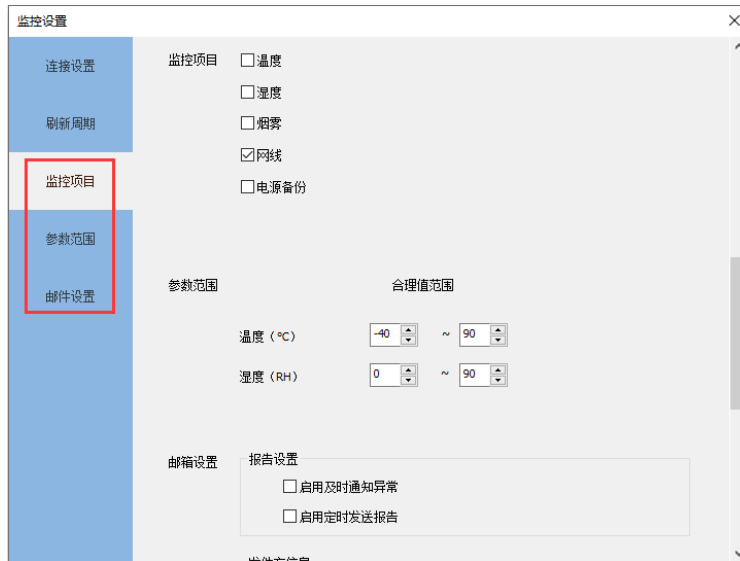 监控设置
连接设置
刷新周期
监控项目
参数范围
邮件设置
监控项目
温度
湿度
烟雾
网线
电源备份
参数范围 合理值范围
温度（℃） -40 ~ 90
湿度（RH） 0 ~ 90
邮箱设置
报告设置
启用及时通知异常
启用定时发送报告